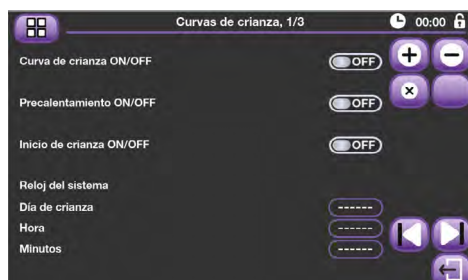 Curvas de crianza, 1/3 00:00
Curva de crianza ON/OFF OFF
Precalentamiento ON/OFF OFF
Inicio de crianza ON/OFF OFF
Reloj del sistema
Día de crianza ------
Hora ------
Minutos ------